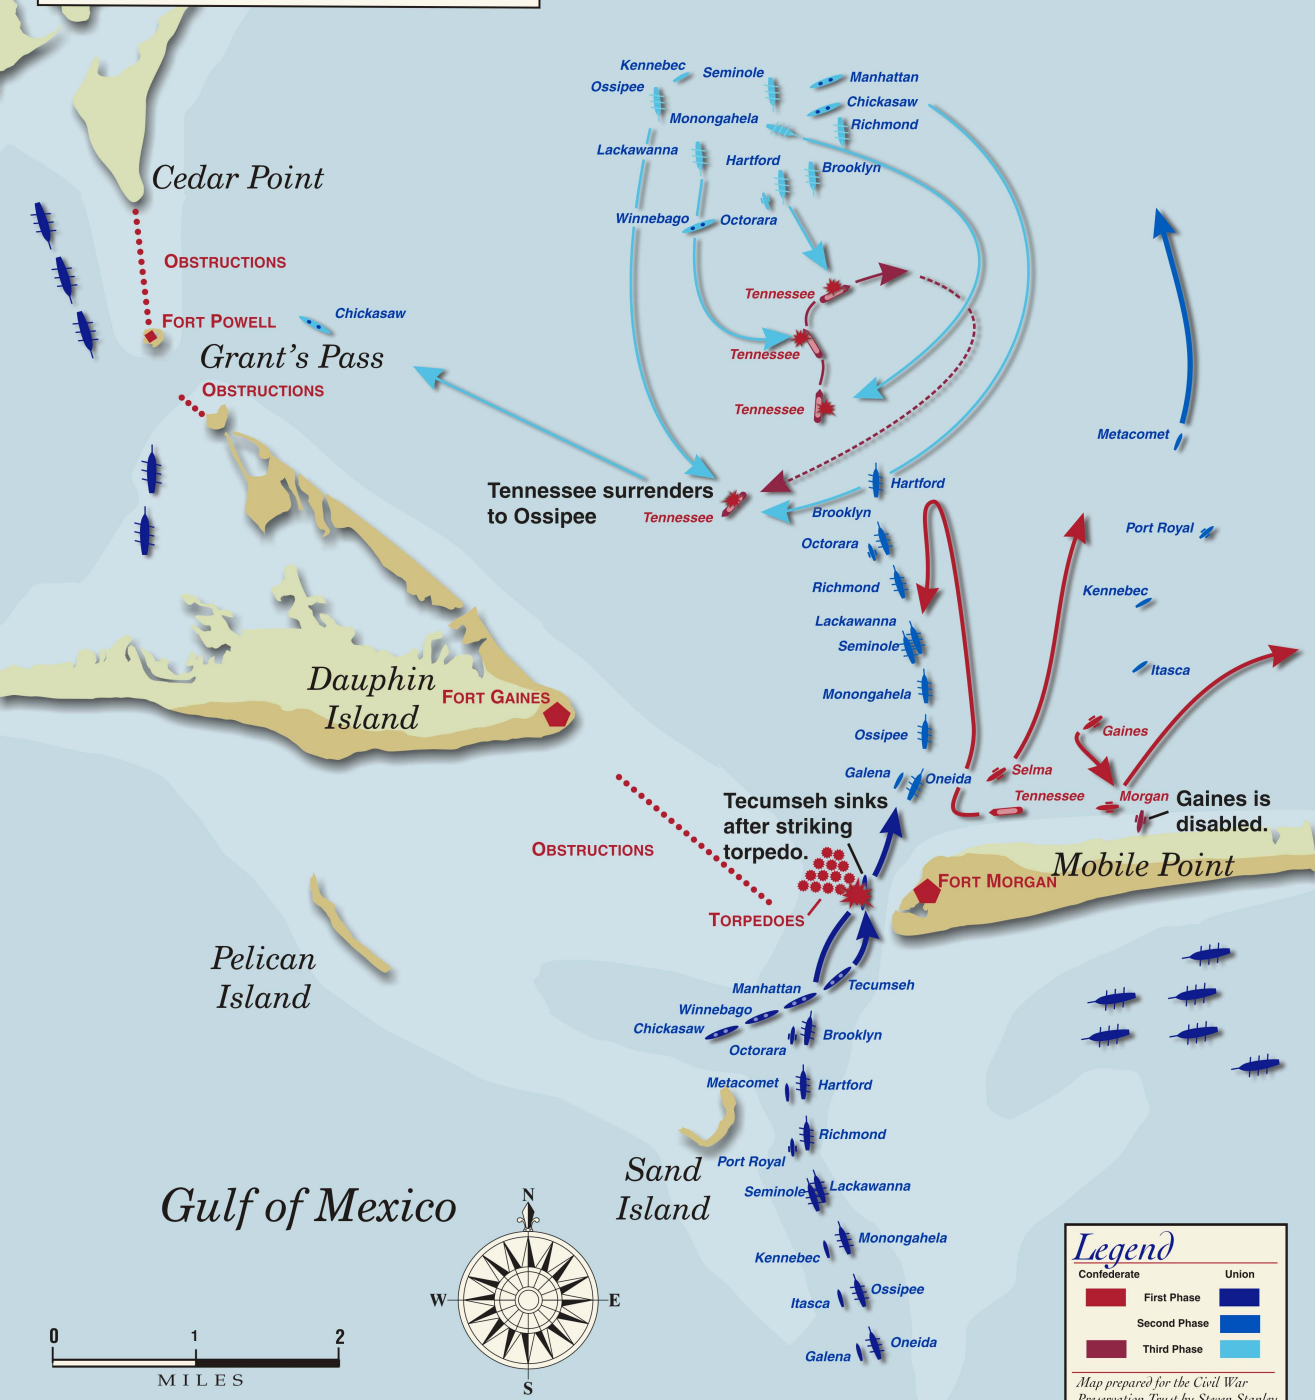 Kennebec
Seminole
Manhattan
Ossipee
Chickasaw
Monongahela
Richmond
Lackawanna
Hartford
Brooklyn
Winnebago
Octorara
Cedar Point
Obstructions
Fort Powell
Chickasaw
Grant's Pass
Obstructions
Tennessee
Tennessee
Tennessee
Metacomet
Tennessee surrenders
to Ossipee
Tennessee
Hartford
Brooklyn
Octorara
Port Royal
Richmond
Kennebec
Lackawanna
Seminole
Itasca
Dauphin
Island
Fort Gaines
Monongahela
Ossipee
Gaines
Galena
Oneida
Selma
Tennessee
Morgan
Gaines is
disabled.
Tecumseh sinks
after striking
torpedo.
Obstructions
Mobile Point
Fort Morgan
Torpedoes
Pelican
Island
Manhattan
Tecumseh
Winnebago
Chickasaw
Brooklyn
Octorara
Metacomet
Hartford
Richmond
Port Royal
Sand
Island
Seminole
Lackawanna
Gulf of Mexico
Monongahela
Kennebec
Ossipee
Itasca
Oneida
Galena
N
W
E
S
0
1
2
MILES
Legend
Confederate
Union
First Phase
Second Phase
Third Phase
Map prepared for the Civil War
Preservation Trust by Steven Stanley